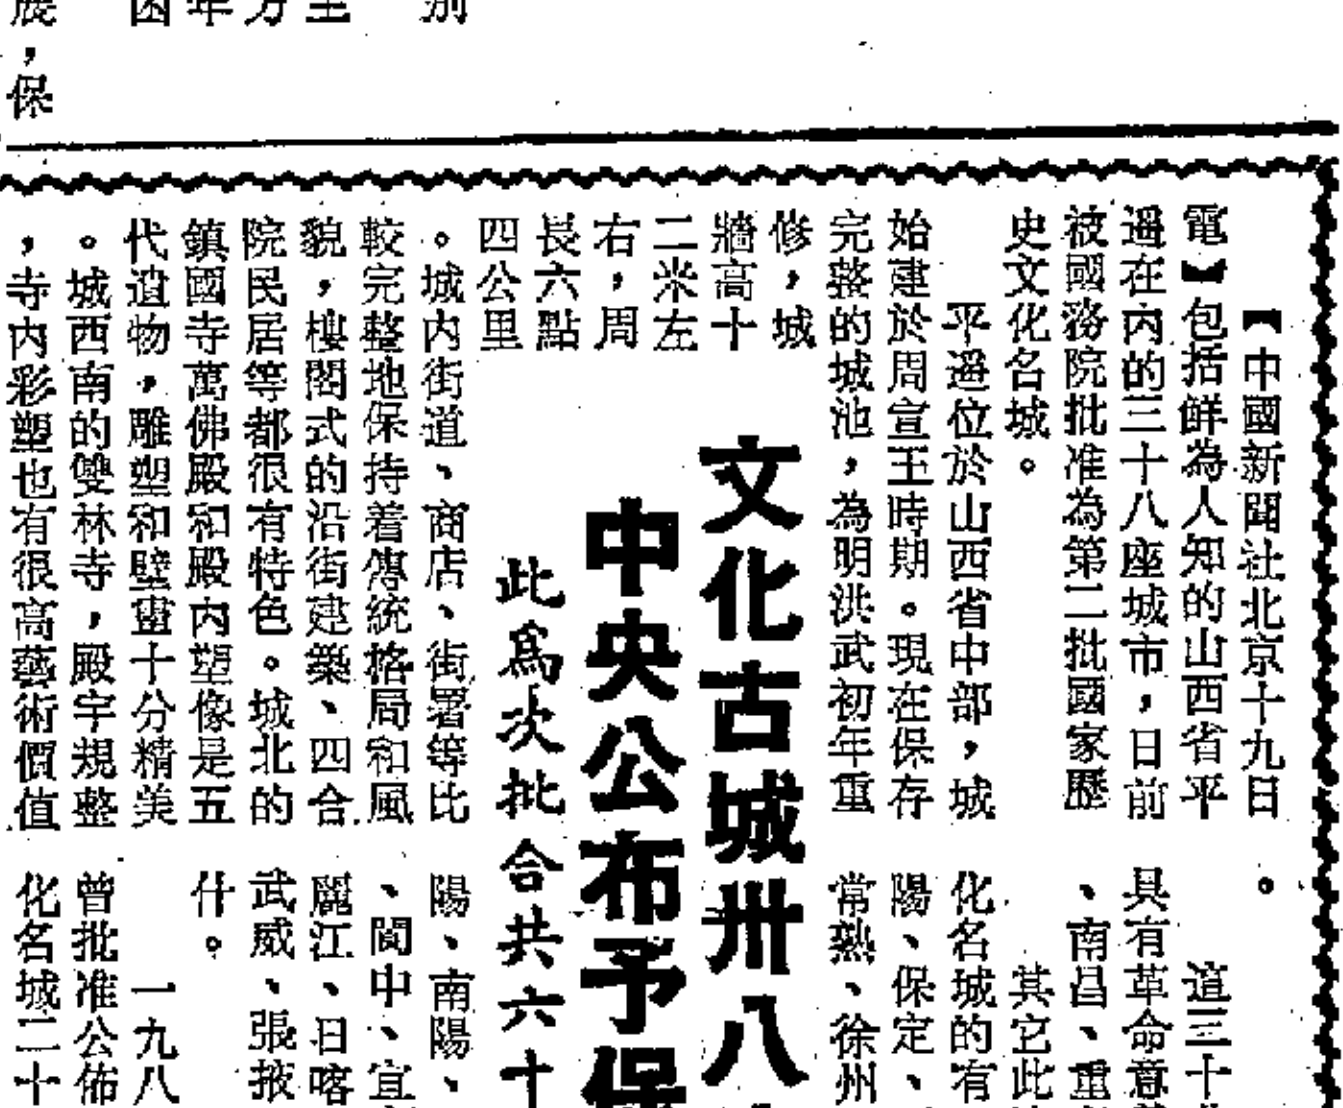 ，保
文化古城卅八
中央公布予保
此爲次批合共六十
【中國新聞社北京十九日
電】包括鮮為人知的山西省平
遥在內的三十八座城市，日前
被國務院批准為第二批國家歷
史文化名城。
平遥位於山西省中部，城
始建於周宣王時期。現在保存
完整的城池，為明洪武初年重
修，城
牆高十
二米左
右，周
長六點
四公里
。城內街道、商店、街署等比
較完整地保持着傳統格局和風
貌，樓閣式的沿街建築、四合
院民居等都很有特色。城北的
鎮國寺萬佛殿和殿內塑像是五
代遺物，雕塑和壁畫十分精美
。城西南的雙林寺，殿宇規整
，寺內彩塑也有很高藝術價值
。
這三十
具有革命意
、南昌、重
其它此
化名城的有
陽、保定、
常熟、徐州
陽、南陽、
、閬中、宜
麗江、日喀
武威、張掖
什。
一九八
曾批准公佈
化名城二十